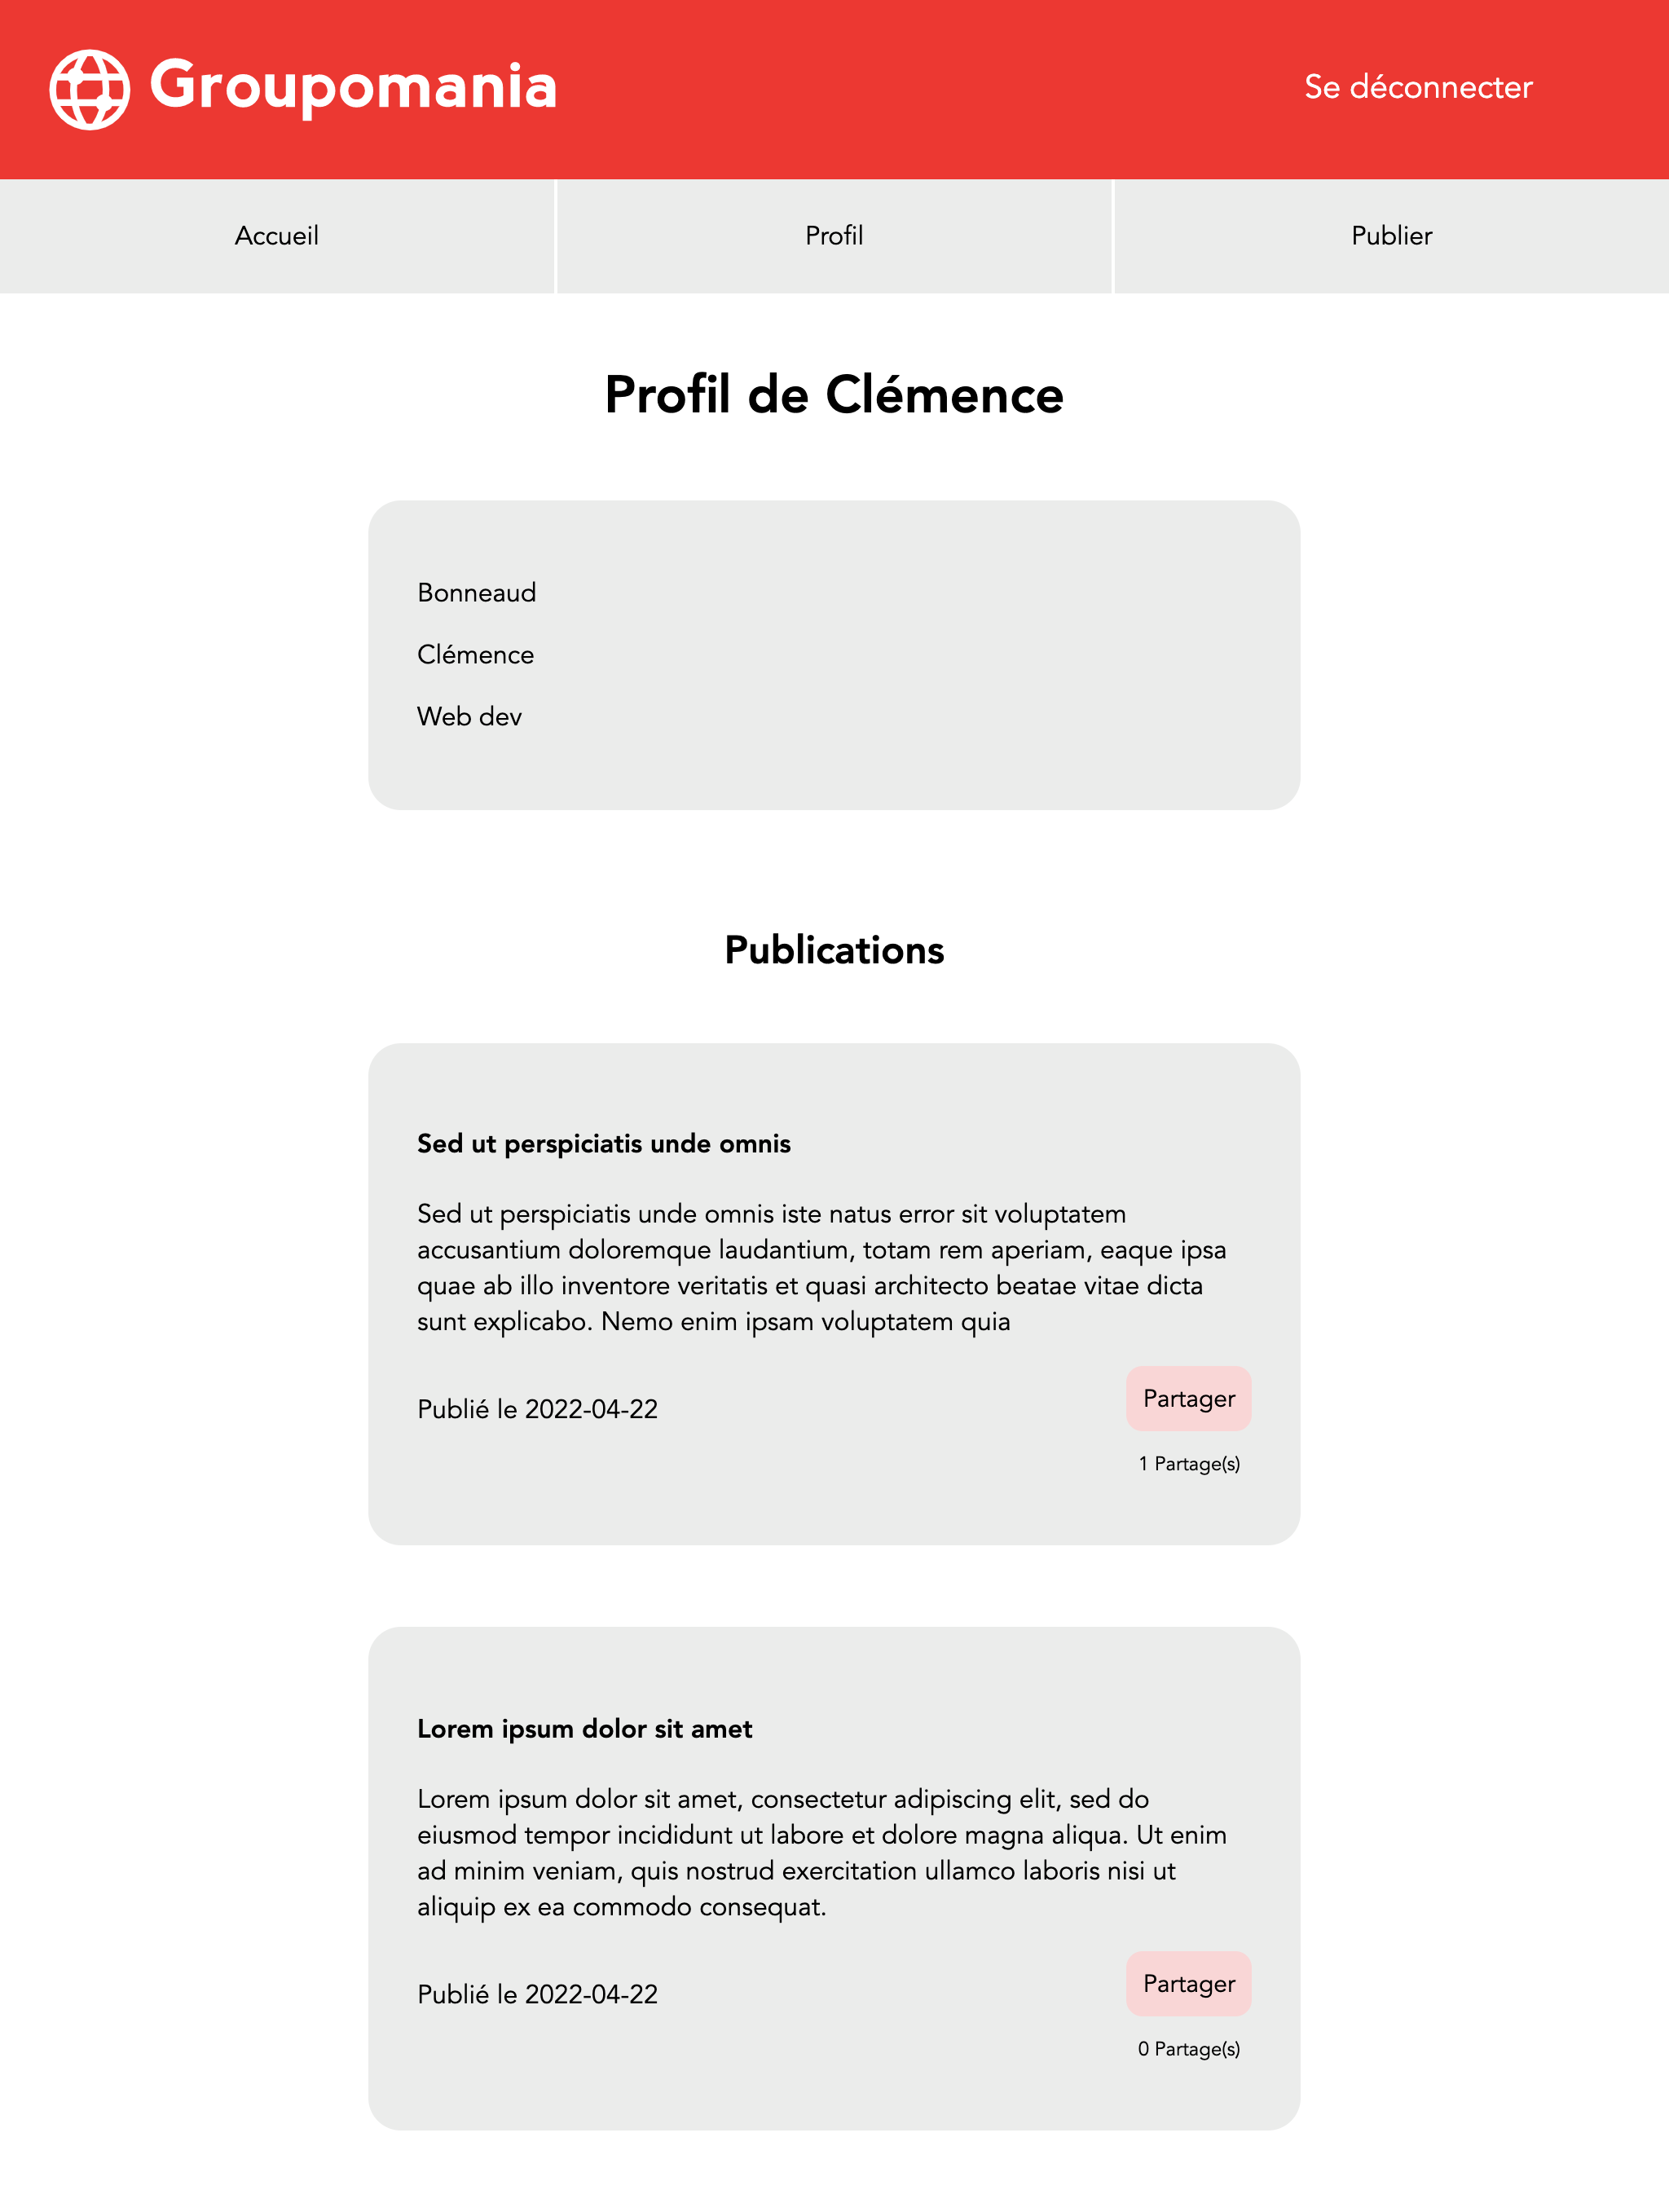 Groupomania
Se déconnecter
Accueil
Profil
Publier
Profil de Clémence
Bonneaud
Clémence
Web dev
Publications
Sed ut perspiciatis unde omnis
Sed ut perspiciatis unde omnis iste natus error sit voluptatem
accusantium doloremque laudantium, totam rem aperiam, eaque ipsa
quae ab illo inventore veritatis et quasi architecto beatae vitae dicta
sunt explicabo. Nemo enim ipsam voluptatem quia
Publié le 2022-04-22
Partager
1 Partage(s)
Lorem ipsum dolor sit amet
Lorem ipsum dolor sit amet, consectetur adipiscing elit, sed do
eiusmod tempor incididunt ut labore et dolore magna aliqua. Ut enim
ad minim veniam, quis nostrud exercitation ullamco laboris nisi ut
aliquip ex ea commodo consequat.
Publié le 2022-04-22
Partager
0 Partage(s)